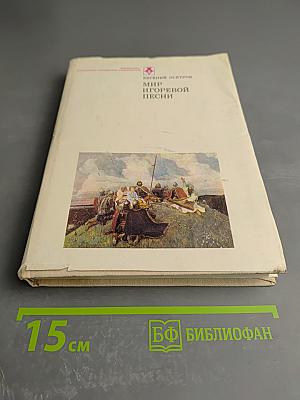 ЕВГЕНИЙ ОСЕТРОВ
МИР
ИГОРЕВОЙ
ПЕСНИ
15 см
БФ БИБЛИОФАН